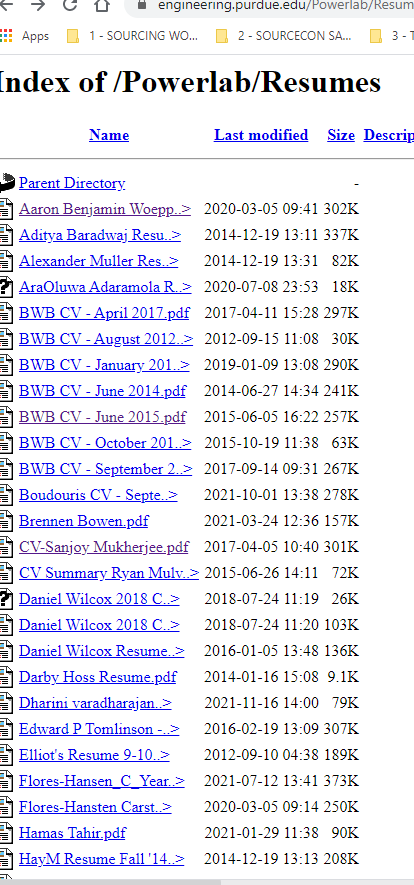 engineering.purdue.edu/Powerlab/Resum
Apps 1 - SOURCING WO... 2 - SOURCECON SA... 3 - T
Index of /Powerlab/Resumes
Name Last modified Size Descrip
Parent Directory -
Aaron Benjamin Woepp..> 2020-03-05 09:41 302K
Aditya Baradwaj Resu..> 2014-12-19 13:11 337K
Alexander Muller Res..> 2014-12-19 13:31 82K
AraOluwa Adaramola R..> 2020-07-08 23:53 18K
BWB CV - April 2017.pdf 2017-04-11 15:28 297K
BWB CV - August 2012..> 2012-09-15 11:08 30K
BWB CV - January 201..> 2019-01-09 13:08 290K
BWB CV - June 2014.pdf 2014-06-27 14:34 241K
BWB CV - June 2015.pdf 2015-06-05 16:22 257K
BWB CV - October 201..> 2015-10-19 11:38 63K
BWB CV - September 2..> 2017-09-14 09:31 267K
Boudouris CV - Septe..> 2021-10-01 13:38 278K
Brennen Bowen.pdf 2021-03-24 12:36 157K
CV-Sanjoy Mukherjee.pdf 2017-04-05 10:40 301K
CV Summary Ryan Mulv..> 2015-06-26 14:11 72K
Daniel Wilcox 2018 C..> 2018-07-24 11:19 26K
Daniel Wilcox 2018 C..> 2018-07-24 11:20 103K
Daniel Wilcox Resume..> 2016-01-05 13:48 136K
Darby Hoss Resume.pdf 2014-01-16 15:08 9.1K
Dharini varadharajan..> 2021-11-16 14:00 79K
Edward P Tomlinson -..> 2016-02-19 13:09 307K
Elliot's Resume 9-10..> 2012-09-10 04:38 189K
Flores-Hansen_C_Year..> 2021-07-12 13:41 373K
Flores-Hansten Carst..> 2020-03-05 09:14 250K
Hamas Tahir.pdf 2021-01-29 11:38 90K
HayM Resume Fall '14..> 2014-12-19 13:13 208K